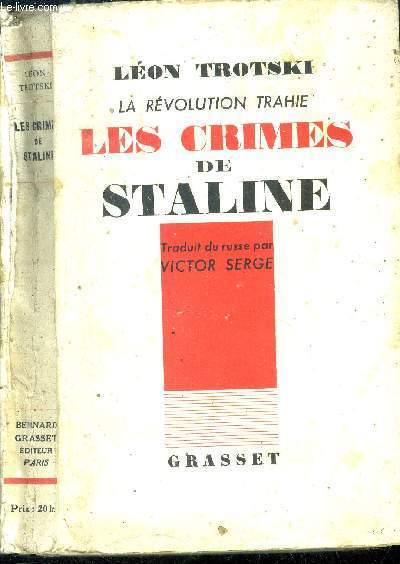 le-livre.com
LÉON
TROTSKI
LES CRIM
DE
STALINE
BERNARD
GRASSET
ÉDITEUR
PARIS
Prix : 20 fr.
LÉON TROTSKI
LA RÉVOLUTION TRAHIE
LES CRIMES
DE
STALINE
Traduit du russe par
VICTOR SERGE
GRASSET